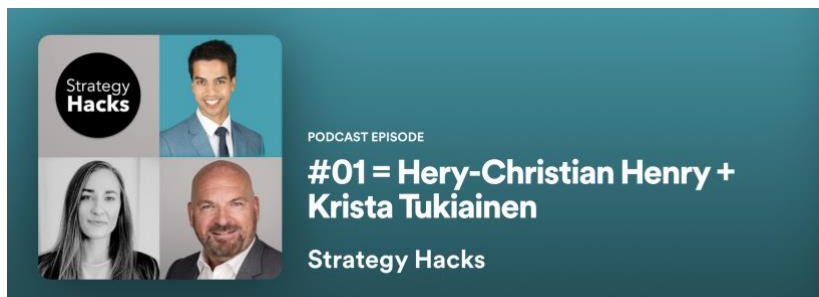 Strategy
Hacks
PODCAST EPISODE
#01 = Hery-Christian Henry +
Krista Tukiainen
Strategy Hacks